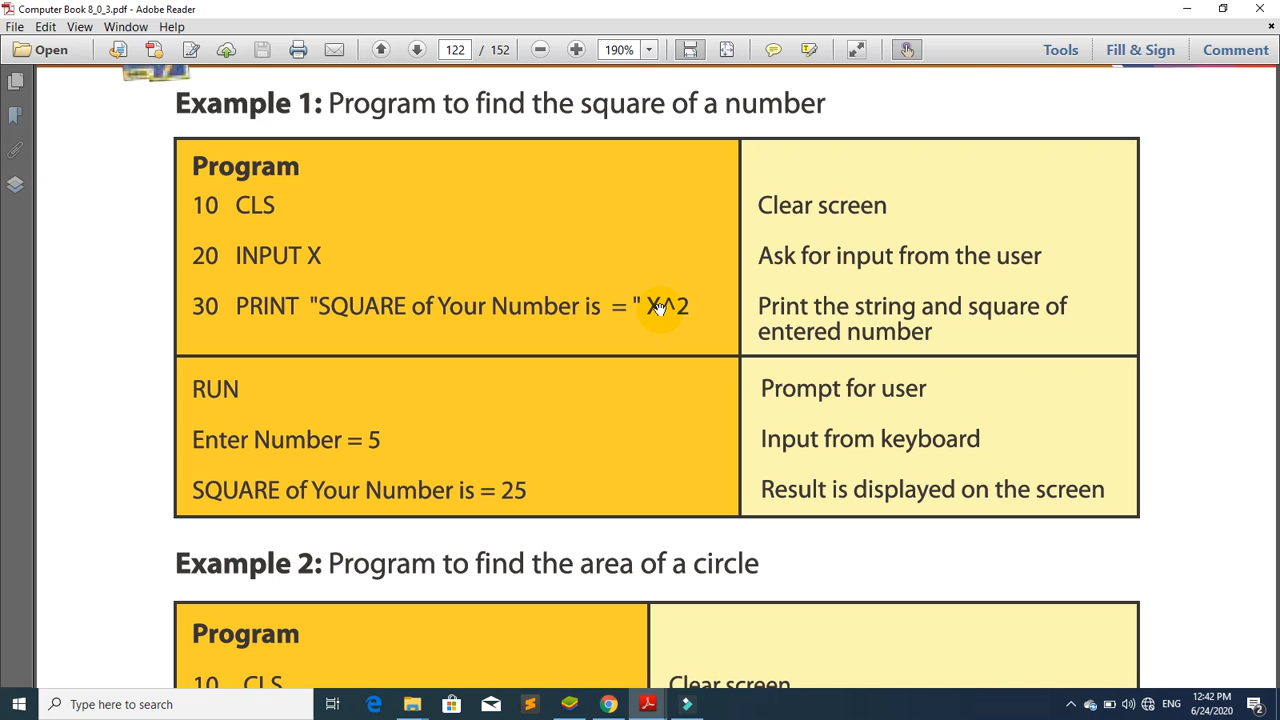 Computer Book 8_0_3.pdf - Adobe Reader
File Edit View Window Help
Open 122 / 152 190% Tools Fill & Sign Comment
Example 1: Program to find the square of a number
Program
10 CLS Clear screen
20 INPUT X Ask for input from the user
30 PRINT "SQUARE of Your Number is = " X^2 Print the string and square of
entered number
RUN Prompt for user
Enter Number = 5 Input from keyboard
SQUARE of Your Number is = 25 Result is displayed on the screen
Example 2: Program to find the area of a circle
Program
10 CLS Clear screen
Type here to search ENG 12:42 PM
6/24/2020 2